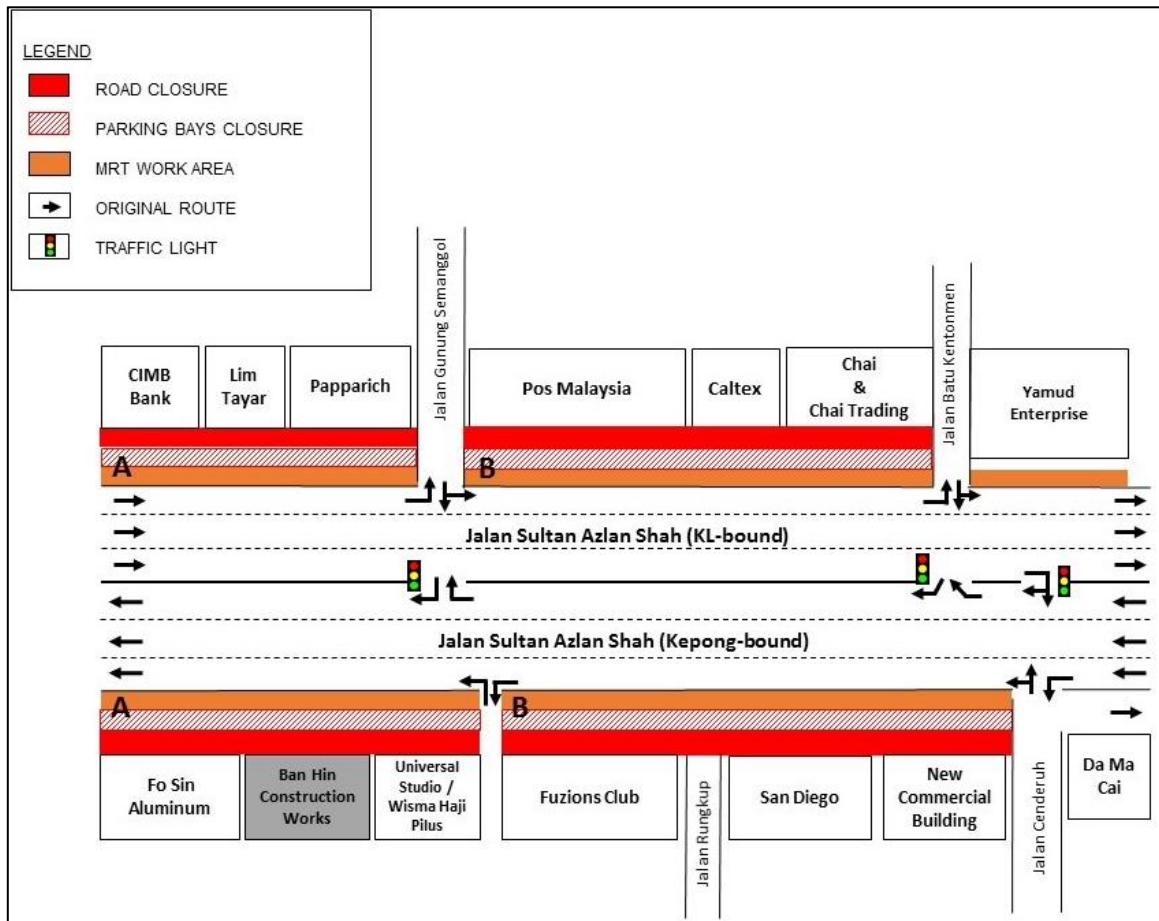 LEGEND
ROAD CLOSURE
PARKING BAYS CLOSURE
MRT WORK AREA
ORIGINAL ROUTE
TRAFFIC LIGHT
Jalan Gunung Semanggol
Jalan Batu Kentonmen
CIMB
Bank
Lim
Tayar
Papparich
Pos Malaysia
Caltex
Chai
&
Chai Trading
Yamud
Enterprise
A
B
Jalan Sultan Azlan Shah (KL-bound)
Jalan Sultan Azlan Shah (Kepong-bound)
A
B
Fo Sin
Aluminum
Ban Hin
Construction
Works
Universal
Studio /
Wisma Haji
Pilus
Fuzions Club
Jalan Rungkup
San Diego
New
Commercial
Building
Jalan Cenderuh
Da Ma
Cai